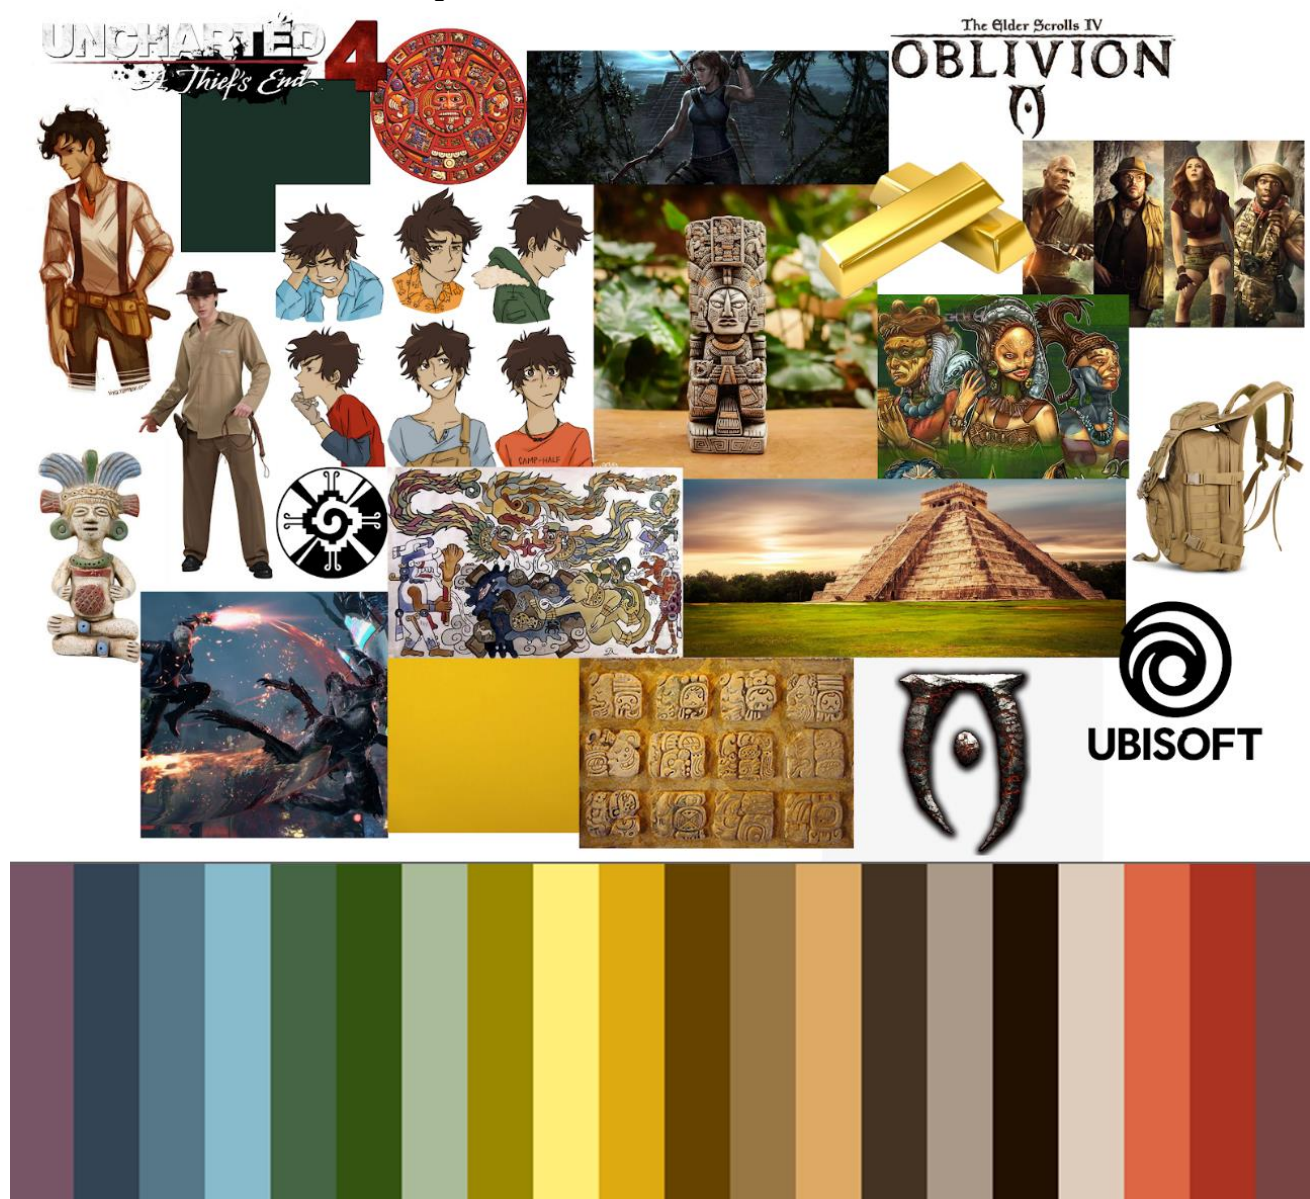 UNCHARTED 4
A Thief's End
The Elder Scrolls IV
OBLIVION
CAMP-HALF
UBISOFT